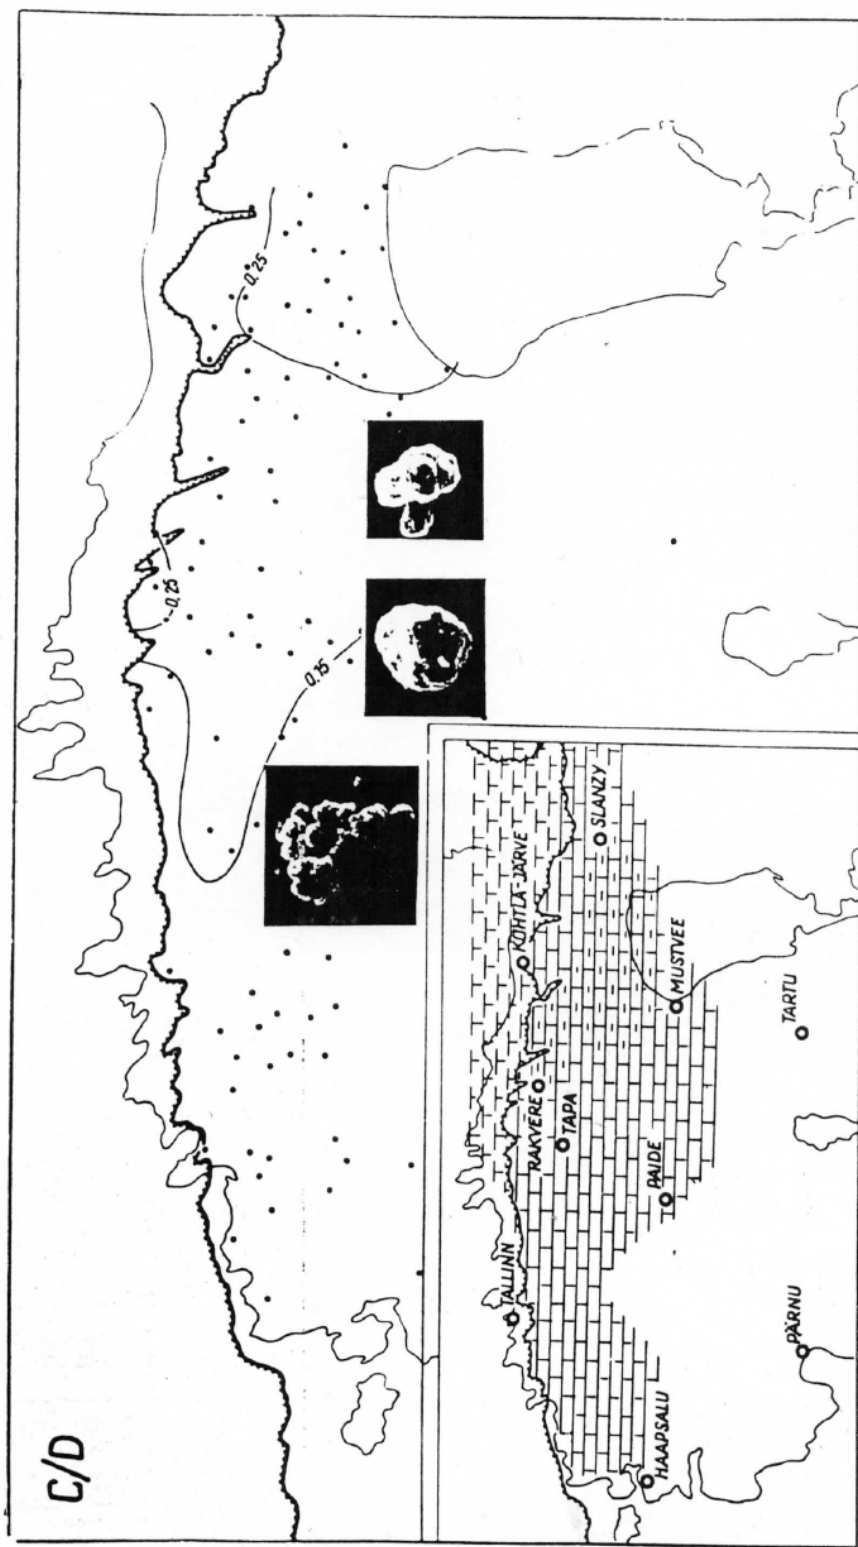 C/D
0,25
0,25
0,15
TALLINN
KOHTLA-JÄRVE
RAKVERE
TAPA
SLANZY
HAAPSALU
PAIDE
MUSTVEE
PÄRNU
TARTU